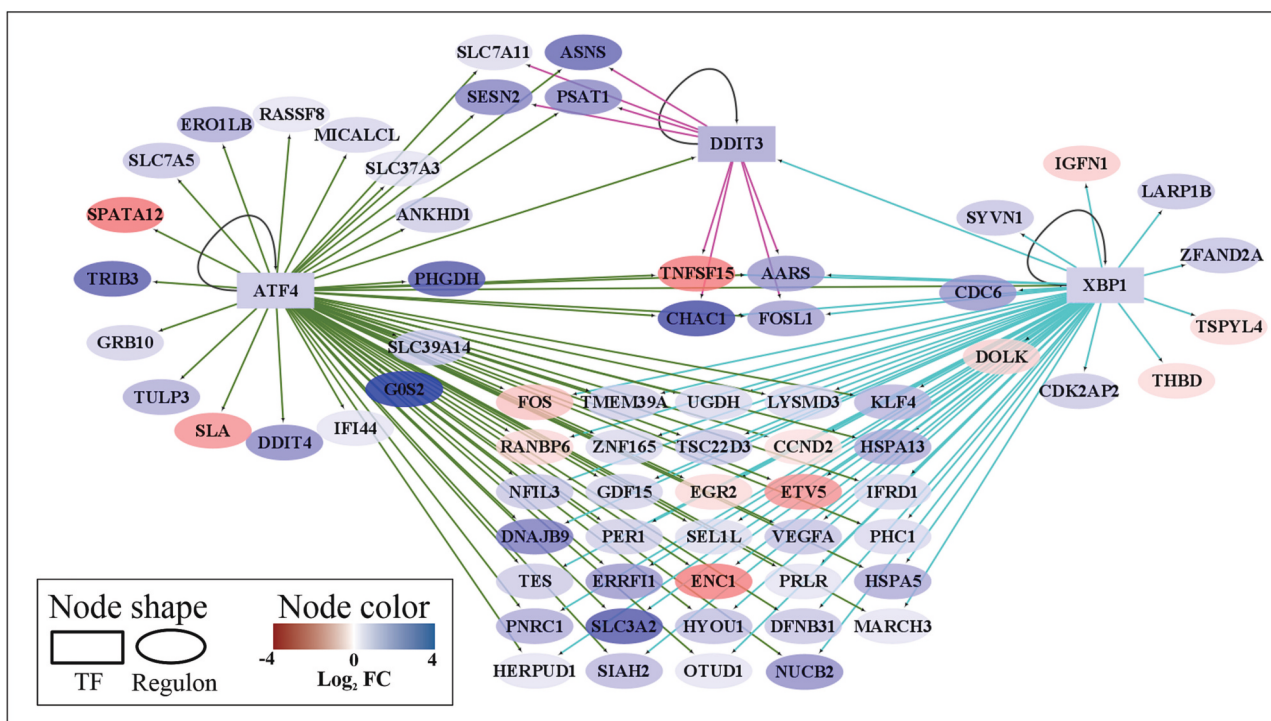 SLC7A11 ASNS
SESN2 PSAT1
ERO1LB RASSF8 MICALCL
SLC7A5 SLC37A3
SPATA12 ANKHD1
TRIB3 ATF4 PHGDH
GRB10 SLC39A14
TULP3 G0S2
SLA DDIT4 IFI44
DDIT3
TNFSF15 AARS
CHAC1 FOSL1
IGFN1
SYVN1 LARP1B
ZFAND2A
CDC6 XBP1
TSPYL4
DOLK
CDK2AP2 THBD
FOS TMEM39A UGDH LYSMD3 KLF4
RANBP6 ZNF165 TSC22D3 CCND2 HSPA13
NFIL3 GDF15 EGR2 ETV5 IFRD1
DNAJB9 PER1 SEL1L VEGFA PHC1
TES ERRFI1 ENC1 PRLR HSPA5
PNRC1 SLC3A2 HYOU1 DFNB31 MARCH3
HERPUD1 SIAH2 OTUD1 NUCB2
Node shape
TF Regulon
Node color
-4 0 4
Log₂ FC